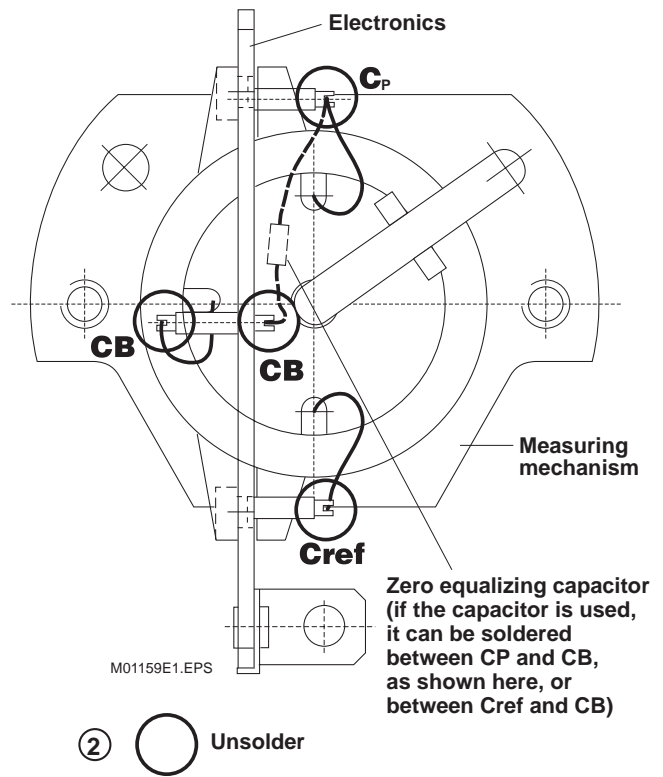 Electronics
CP
CB
CB
Measuring
mechanism
Cref
Zero equalizing capacitor
(if the capacitor is used,
it can be soldered
between CP and CB,
as shown here, or
between Cref and CB)
M01159E1.EPS
2 Unsolder